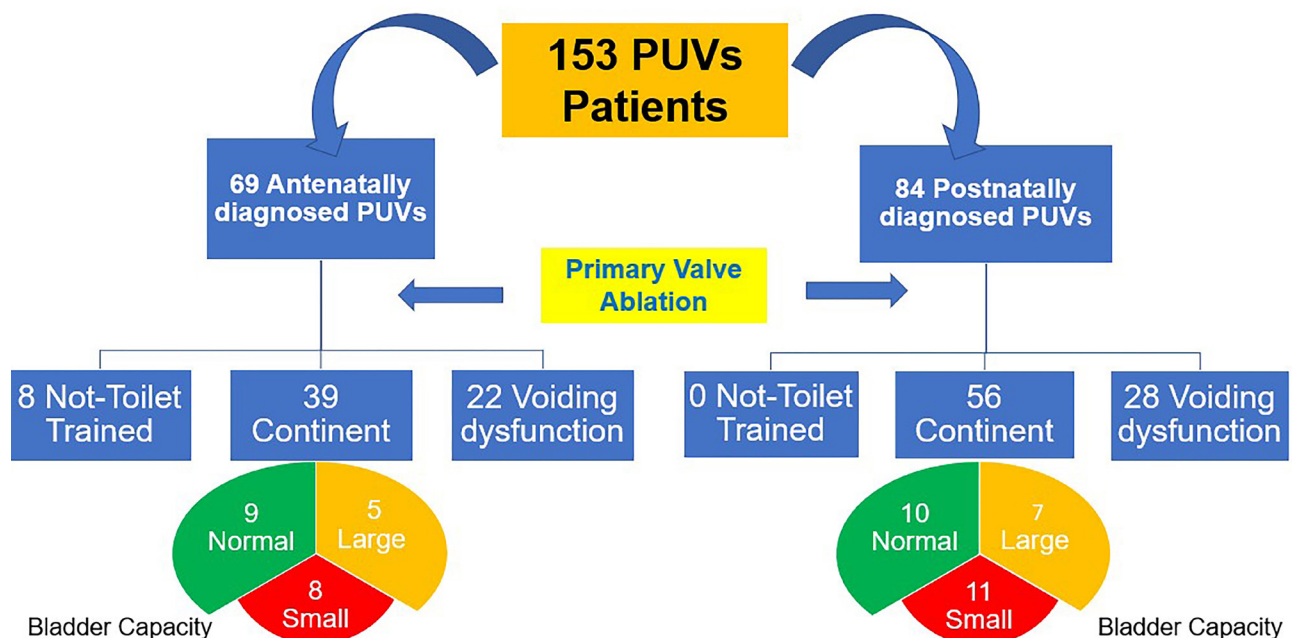 153 PUVs
Patients
69 Antenatally
diagnosed PUVs
84 Postnatally
diagnosed PUVs
Primary Valve
Ablation
8 Not-Toilet
Trained
39
Continent
22 Voiding
dysfunction
0 Not-Toilet
Trained
56
Continent
28 Voiding
dysfunction
9
Normal
5
Large
8
Small
Bladder Capacity
10
Normal
7
Large
11
Small
Bladder Capacity